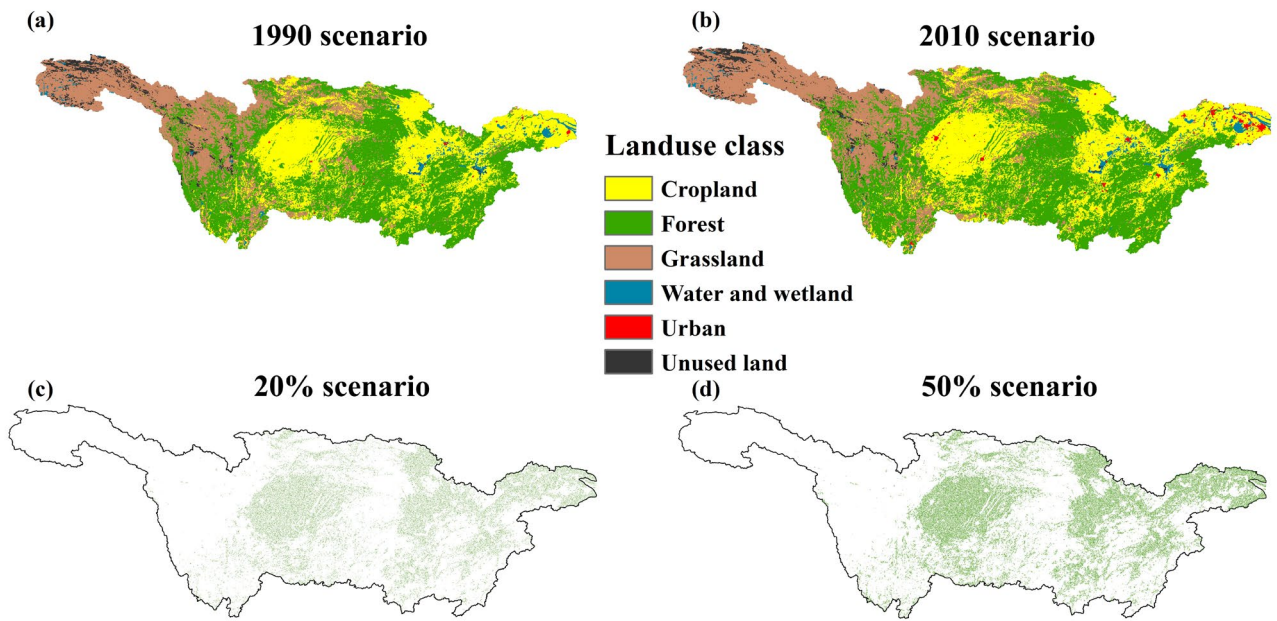 (a)
1990 scenario
(b)
2010 scenario
Landuse class
Cropland
Forest
Grassland
Water and wetland
Urban
Unused land
(c)
20% scenario
(d)
50% scenario